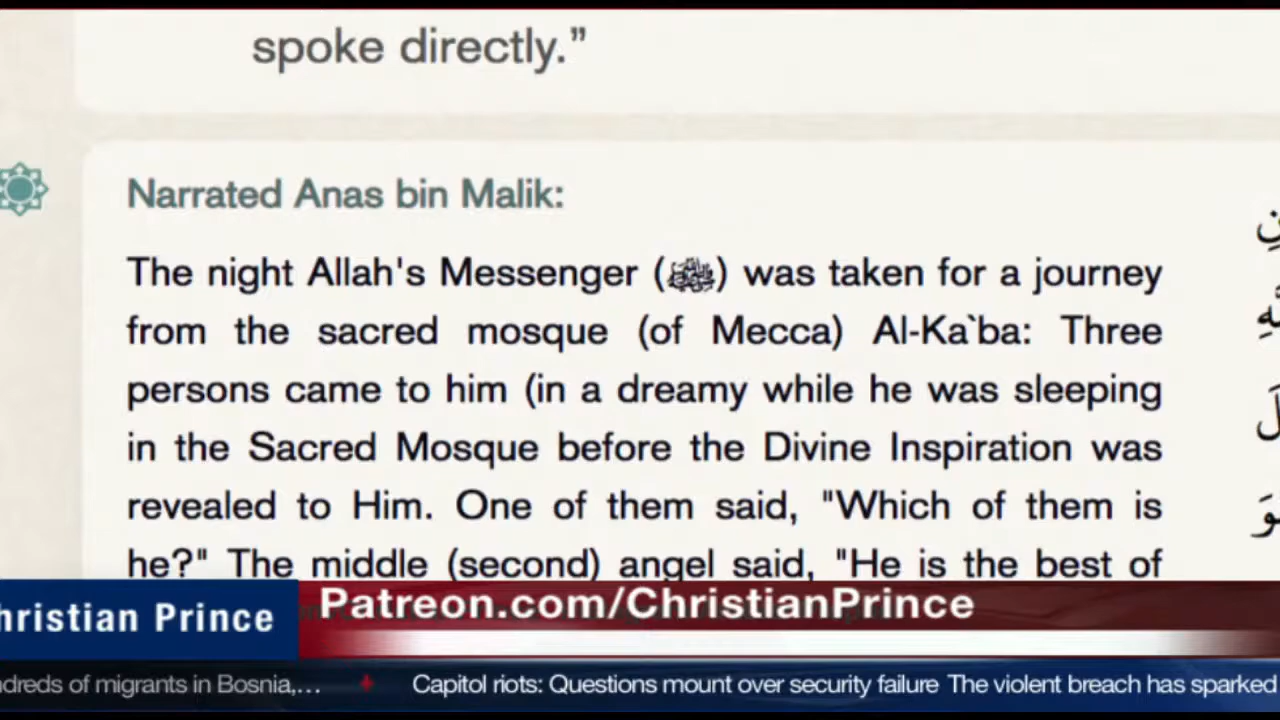 spoke directly.”
Narrated Anas bin Malik:
The night Allah's Messenger (ﷺ) was taken for a journey
from the sacred mosque (of Mecca) Al-Ka`ba: Three
persons came to him (in a dreamy while he was sleeping
in the Sacred Mosque before the Divine Inspiration was
revealed to Him. One of them said, "Which of them is
he?" The middle (second) angel said, "He is the best of
hristian Prince
Patreon.com/ChristianPrince
ndreds of migrants in Bosnia,... Capitol riots: Questions mount over security failure The violent breach has sparked